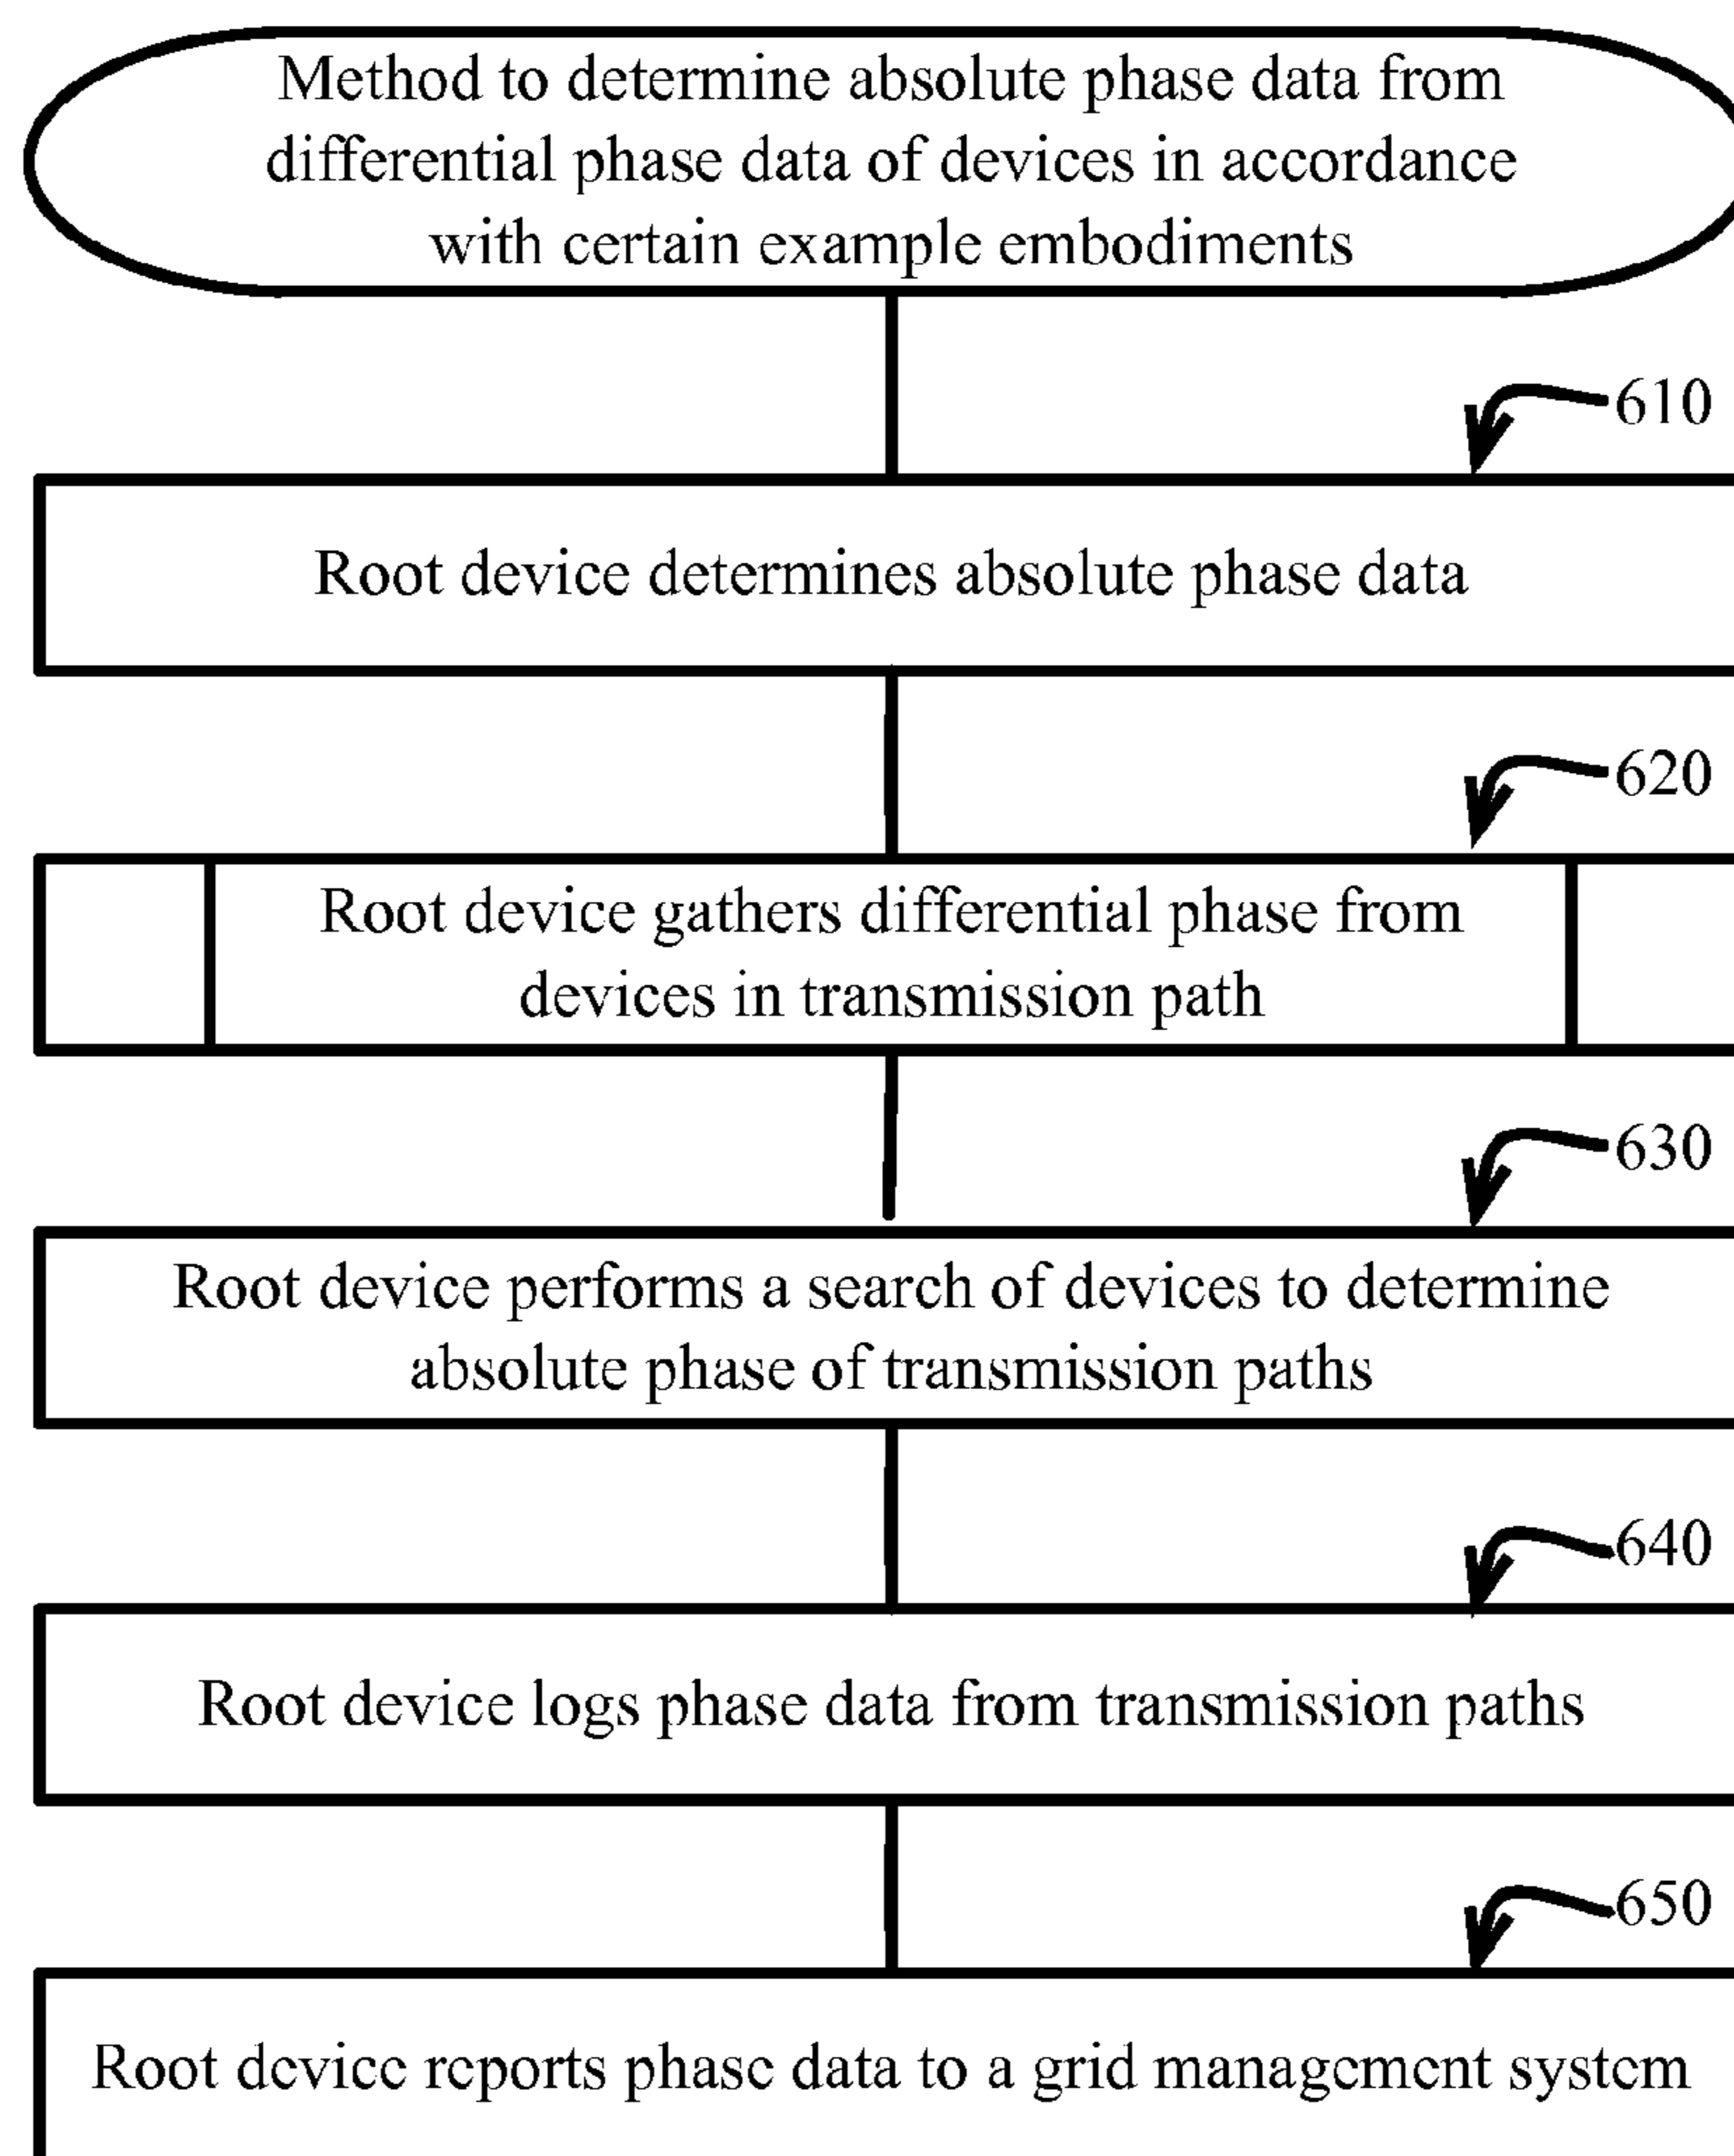 Method to determine absolute phase data from
differential phase data of devices in accordance
with certain example embodiments
610
Root device determines absolute phase data
620
Root device gathers differential phase from
devices in transmission path
630
Root device performs a search of devices to determine
absolute phase of transmission paths
640
Root device logs phase data from transmission paths
650
Root device reports phase data to a grid management system